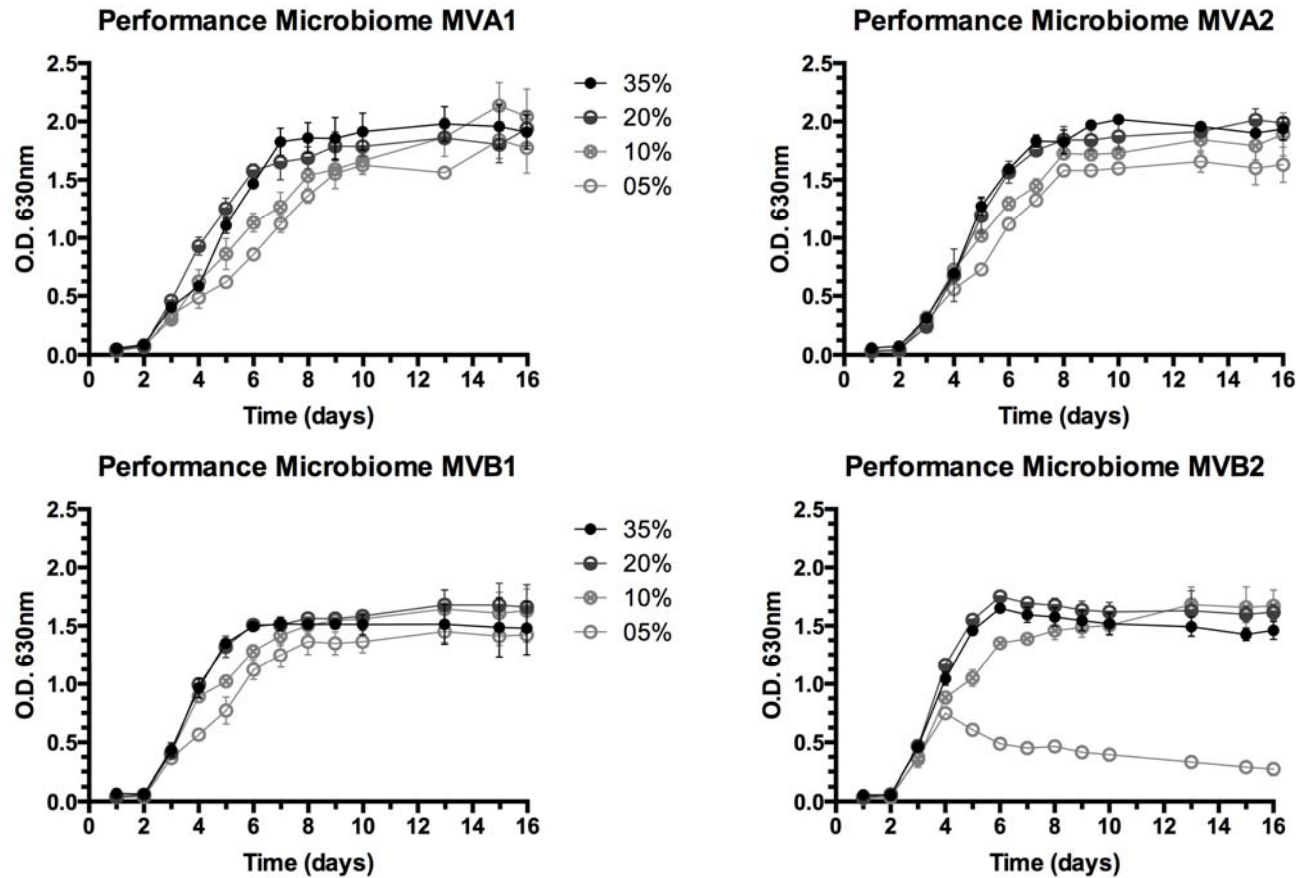 Performance Microbiome MVA1
2.5
2.0
1.5
1.0
0.5
0.0
O.D. 630nm
0 2 4 6 8 10 12 14 16
Time (days)
35%
20%
10%
05%
Performance Microbiome MVA2
2.5
2.0
1.5
1.0
0.5
0.0
O.D. 630nm
0 2 4 6 8 10 12 14 16
Time (days)
Performance Microbiome MVB1
2.5
2.0
1.5
1.0
0.5
0.0
O.D. 630nm
0 2 4 6 8 10 12 14 16
Time (days)
35%
20%
10%
05%
Performance Microbiome MVB2
2.5
2.0
1.5
1.0
0.5
0.0
O.D. 630nm
0 2 4 6 8 10 12 14 16
Time (days)